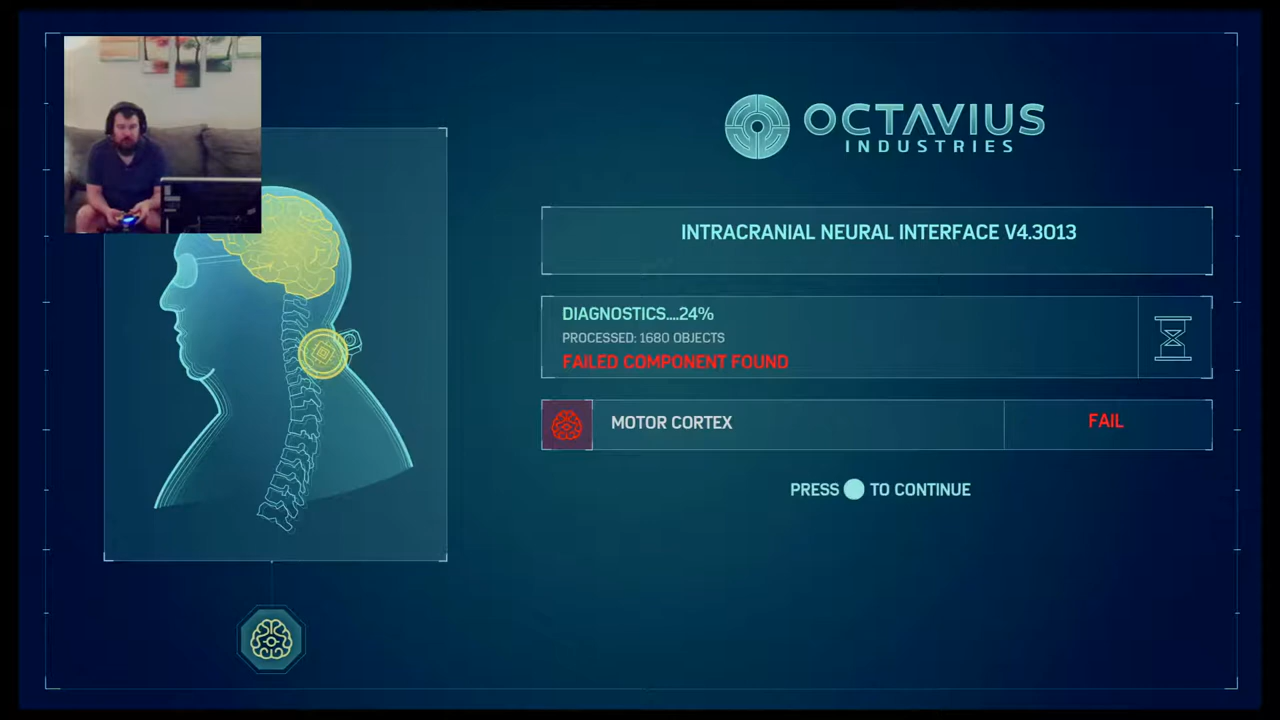 OCTAVIUS
INDUSTRIES
INTRACRANIAL NEURAL INTERFACE V4.3013
DIAGNOSTICS....24%
PROCESSED: 1680 OBJECTS
FAILED COMPONENT FOUND
MOTOR CORTEX
FAIL
PRESS TO CONTINUE